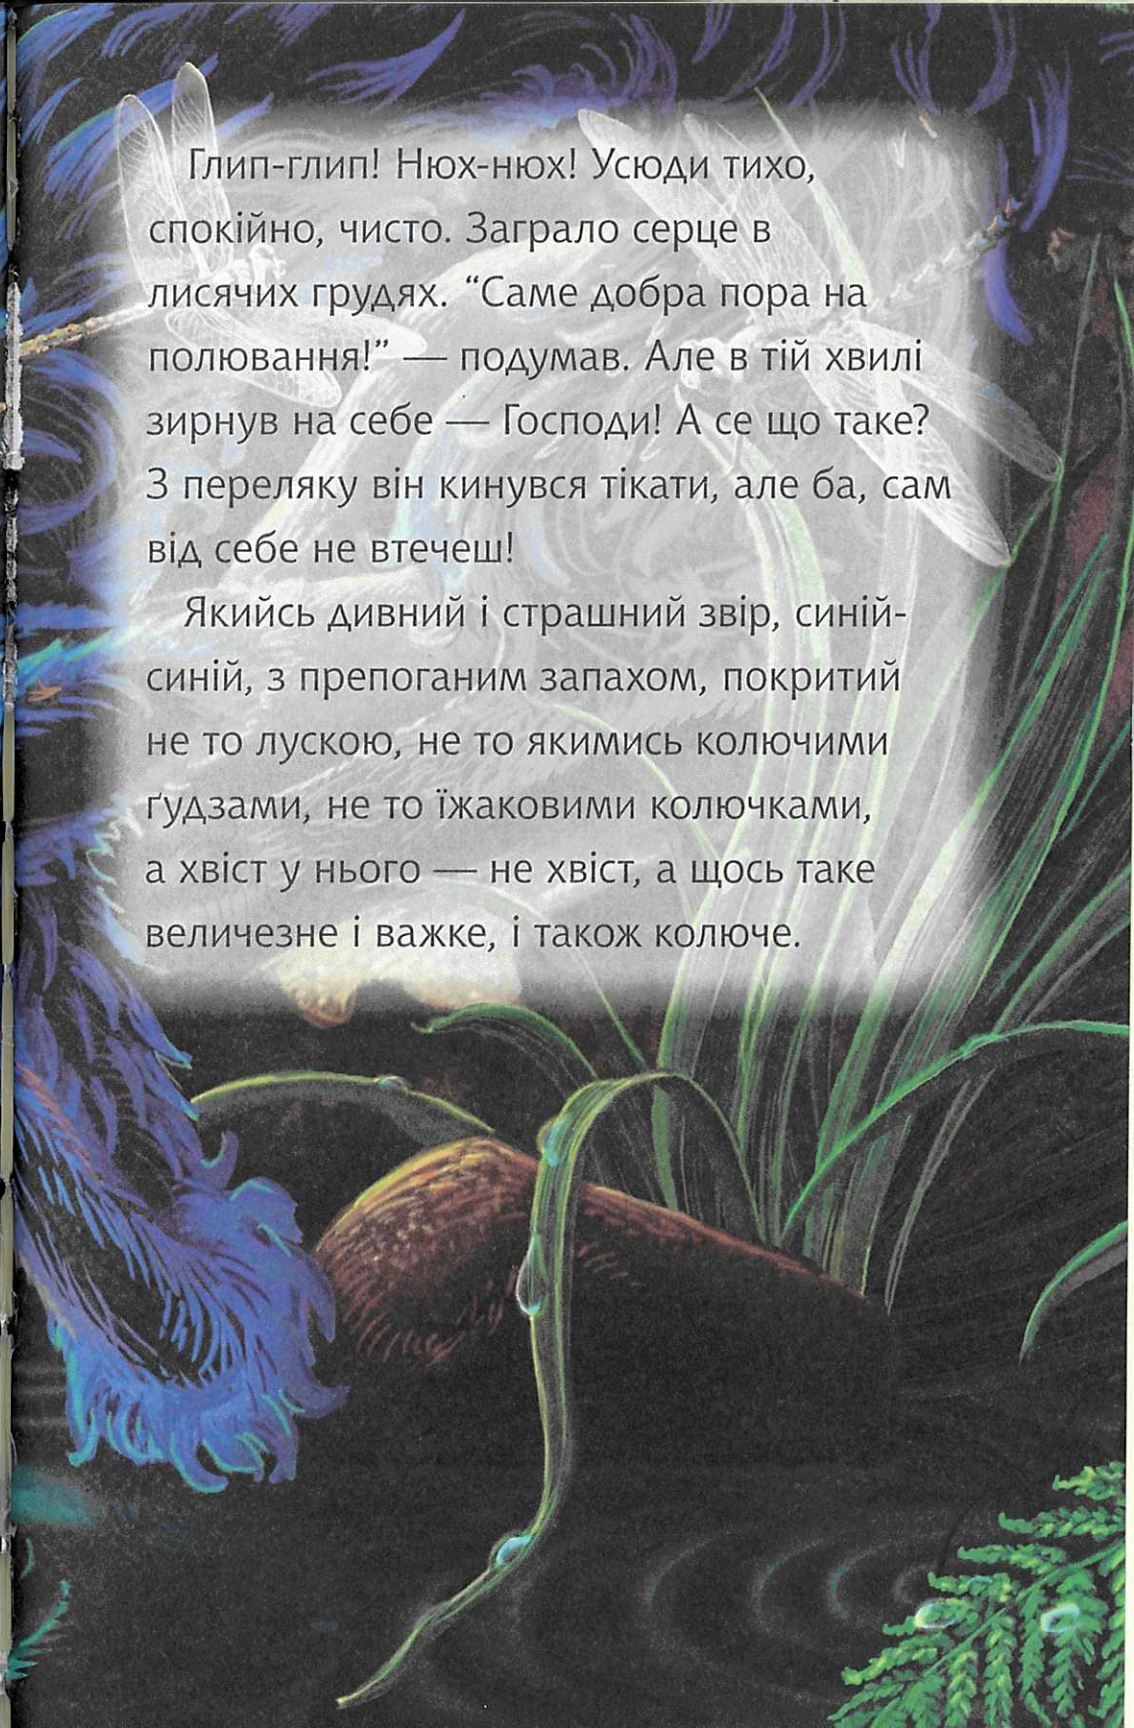 Глип-глип! Нюх-нюх! Усюди тихо,
спокійно, чисто. Заграло серце в
лисячих грудях. “Саме добра пора на
полювання!” — подумав. Але в тій хвилі
зирнув на себе — Господи! А се що таке?
З переляку він кинувся тікати, але ба, сам
від себе не втечеш!
Якийсь дивний і страшний звір, синій-
синій, з препоганим запахом, покритий
не то лускою, не то якимись колючими
ґудзами, не то їжаковими колючками,
а хвіст у нього — не хвіст, а щось таке
величезне і важке, і також колюче.